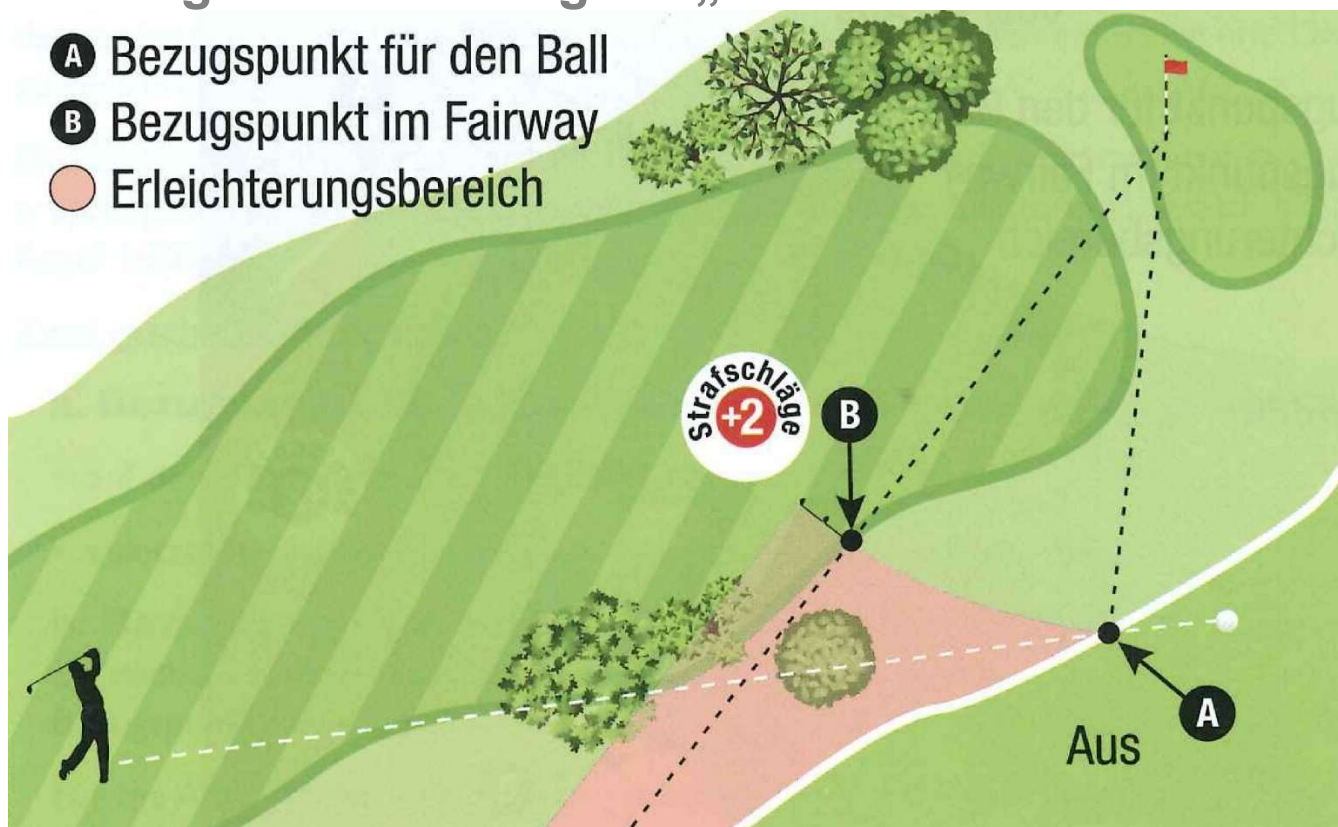 A Bezugspunkt für den Ball
B Bezugspunkt im Fairway
Erleichterungsbereich
Strafschläge
+2
B
A
Aus